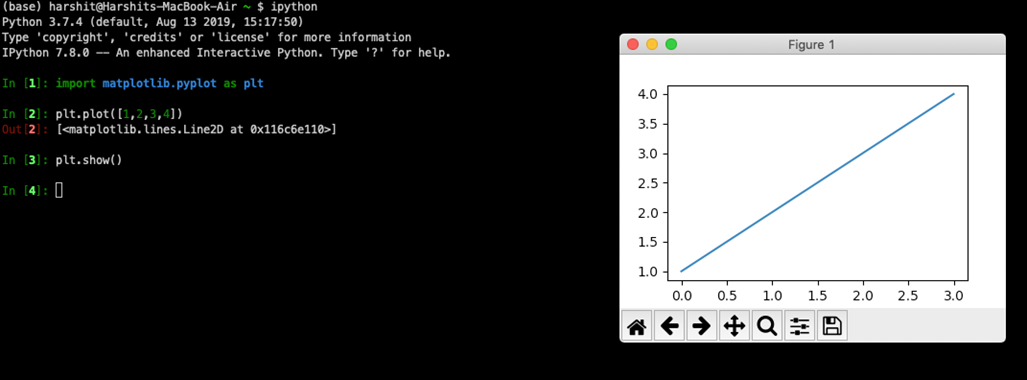 (base) harshit@Harshits-MacBook-Air ~ $ ipython
Python 3.7.4 (default, Aug 13 2019, 15:17:50)
Type 'copyright', 'credits' or 'license' for more information
IPython 7.8.0 -- An enhanced Interactive Python. Type '?' for help.
In [1]: import matplotlib.pyplot as plt
In [2]: plt.plot([1,2,3,4])
Out[2]: [<matplotlib.lines.Line2D at 0x116c6e110>]
In [3]: plt.show()
In [4]:
Figure 1
4.0
3.5
3.0
2.5
2.0
1.5
1.0
0.0 0.5 1.0 1.5 2.0 2.5 3.0